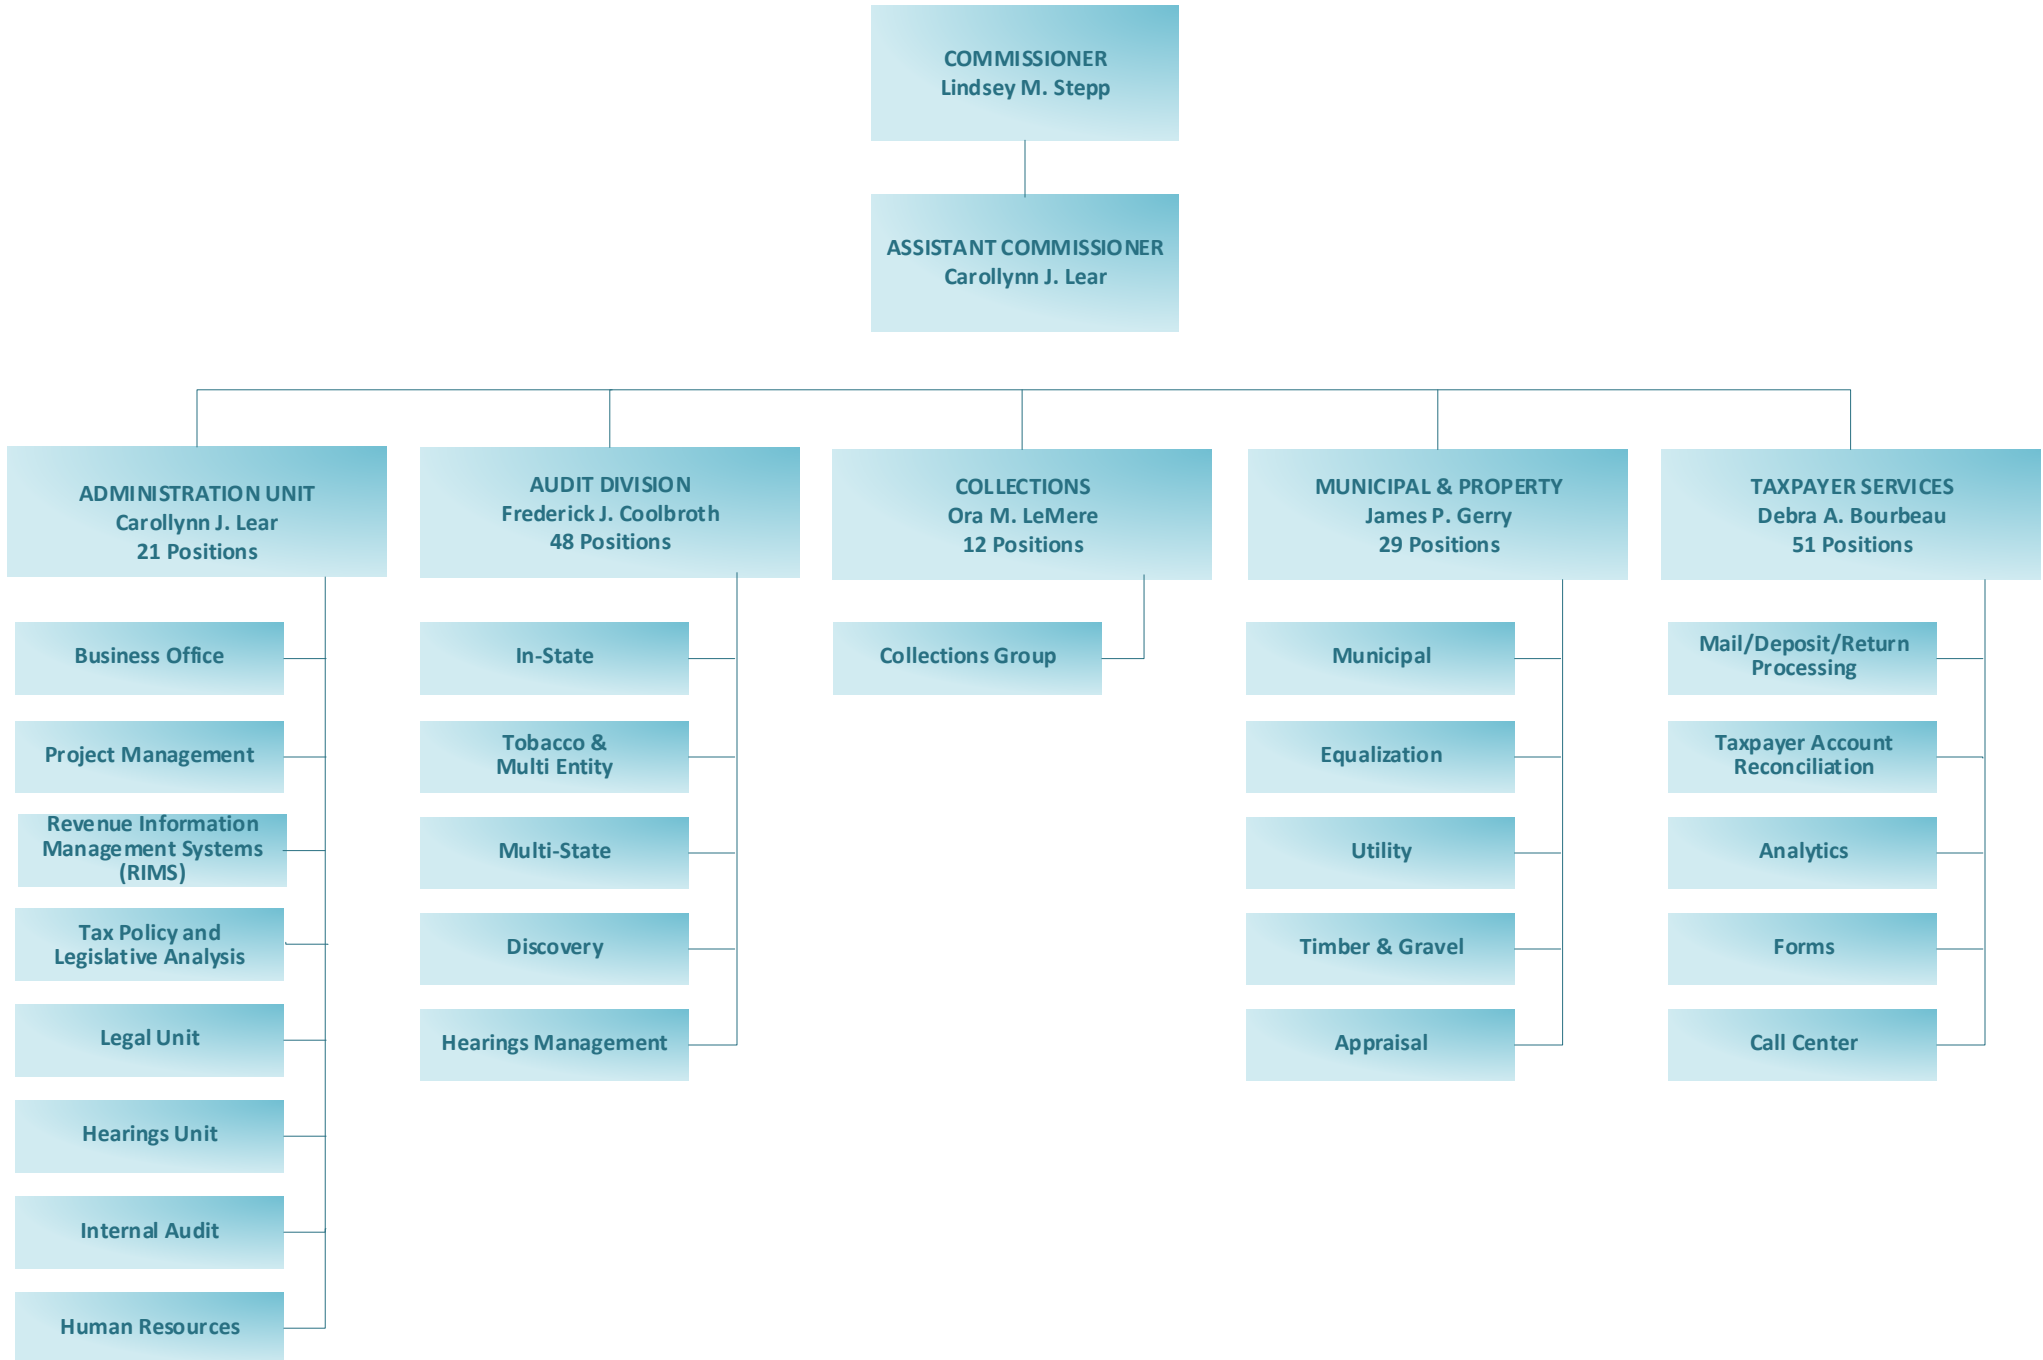 COMMISSIONER
Lindsey M. Stepp
ASSISTANT COMMISSIONER
Carollynn J. Lear
ADMINISTRATION UNIT
Carollynn J. Lear
21 Positions
Business Office
Project Management
Revenue Information
Management Systems
(RIMS)
Tax Policy and
Legislative Analysis
Legal Unit
Hearings Unit
Internal Audit
Human Resources
AUDIT DIVISION
Frederick J. Coolbroth
48 Positions
In-State
Tobacco &
Multi Entity
Multi-State
Discovery
Hearings Management
COLLECTIONS
Ora M. LeMere
12 Positions
Collections Group
MUNICIPAL & PROPERTY
James P. Gerry
29 Positions
Municipal
Equalization
Utility
Timber & Gravel
Appraisal
TAXPAYER SERVICES
Debra A. Bourbeau
51 Positions
Mail/Deposit/Return
Processing
Taxpayer Account
Reconciliation
Analytics
Forms
Call Center